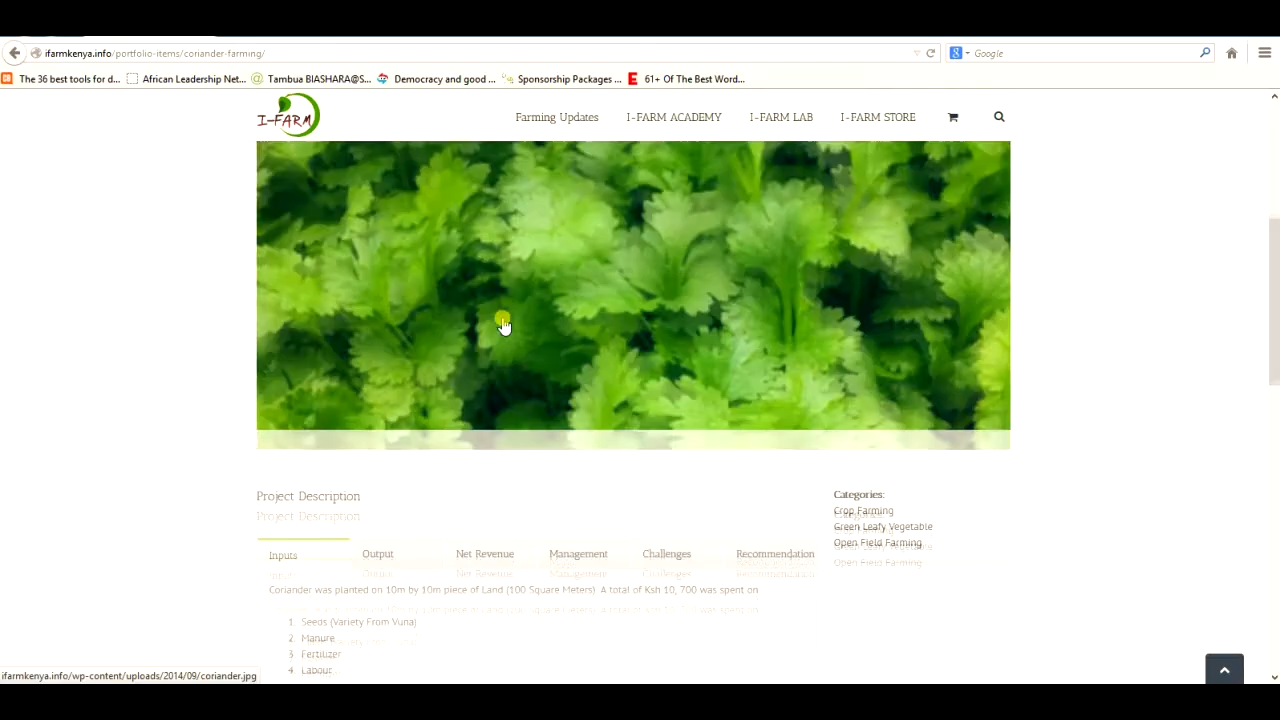 ifarmkenya.info/portfolio-items/coriander-farming/
Google
The 36 best tools for d...
African Leadership Net...
Tambua BIASHARA@S...
Democracy and good ...
Sponsorship Packages ...
61+ Of The Best Word...
I-FARM
Farming Updates
I-FARM ACADEMY
I-FARM LAB
I-FARM STORE
Project Description
Categories:
Crop Farming
Green Leafy Vegetable
Open Field Farming
Inputs
Output
Net Revenue
Management
Challenges
Recommendation
Coriander was planted on 10m by 10m piece of Land (100 Square Meters). A total of Ksh 10, 700 was spent on
1 Seeds (Variety From Vuna)
2 Manure
3 Fertilizer
4 Labour
ifarmkenya.info/wp-content/uploads/2014/09/coriander.jpg